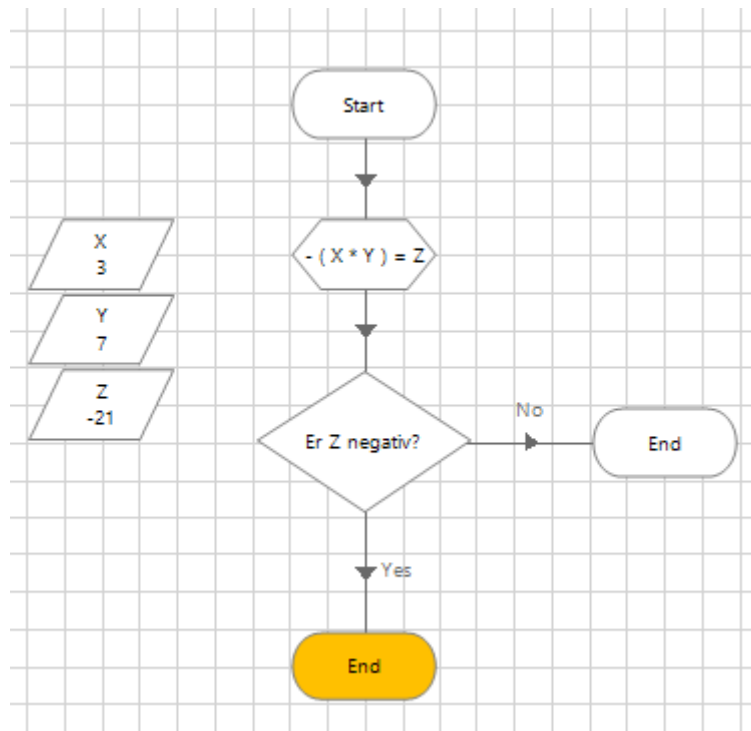 Start
X
3
- ( X * Y ) = Z
Y
7
Z
-21
Er Z negativ?
No
End
Yes
End